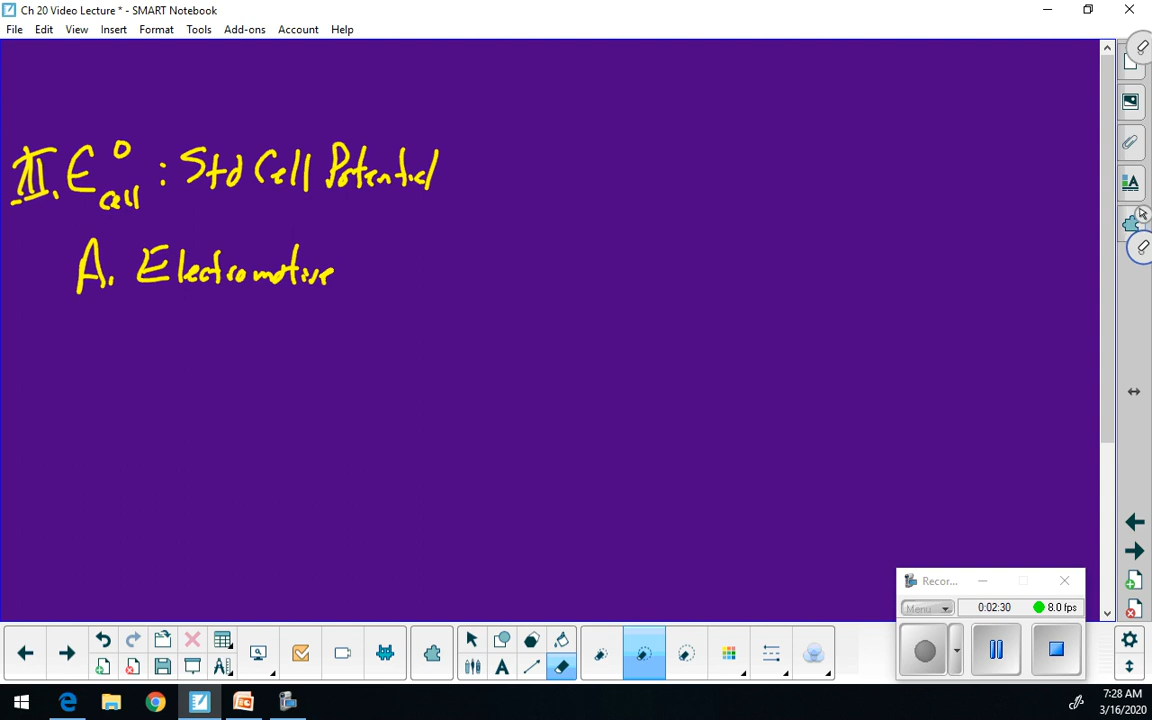 Ch 20 Video Lecture * - SMART Notebook
File Edit View Insert Format Tools Add-ons Account Help
III. E°cell : Std Cell Potential
A. Electromotive
Recor...
Menu 0:02:30 8.0 fps
7:28 AM
3/16/2020